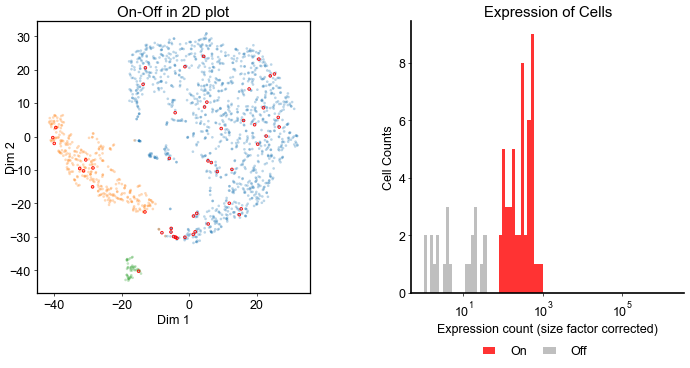 On-Off in 2D plot
Dim 2
30
20
10
0
−10
−20
−30
−40
−40
−20
0
20
Dim 1
Expression of Cells
Cell Counts
8
6
4
2
0
10^1
10^3
10^5
Expression count (size factor corrected)
On
Off